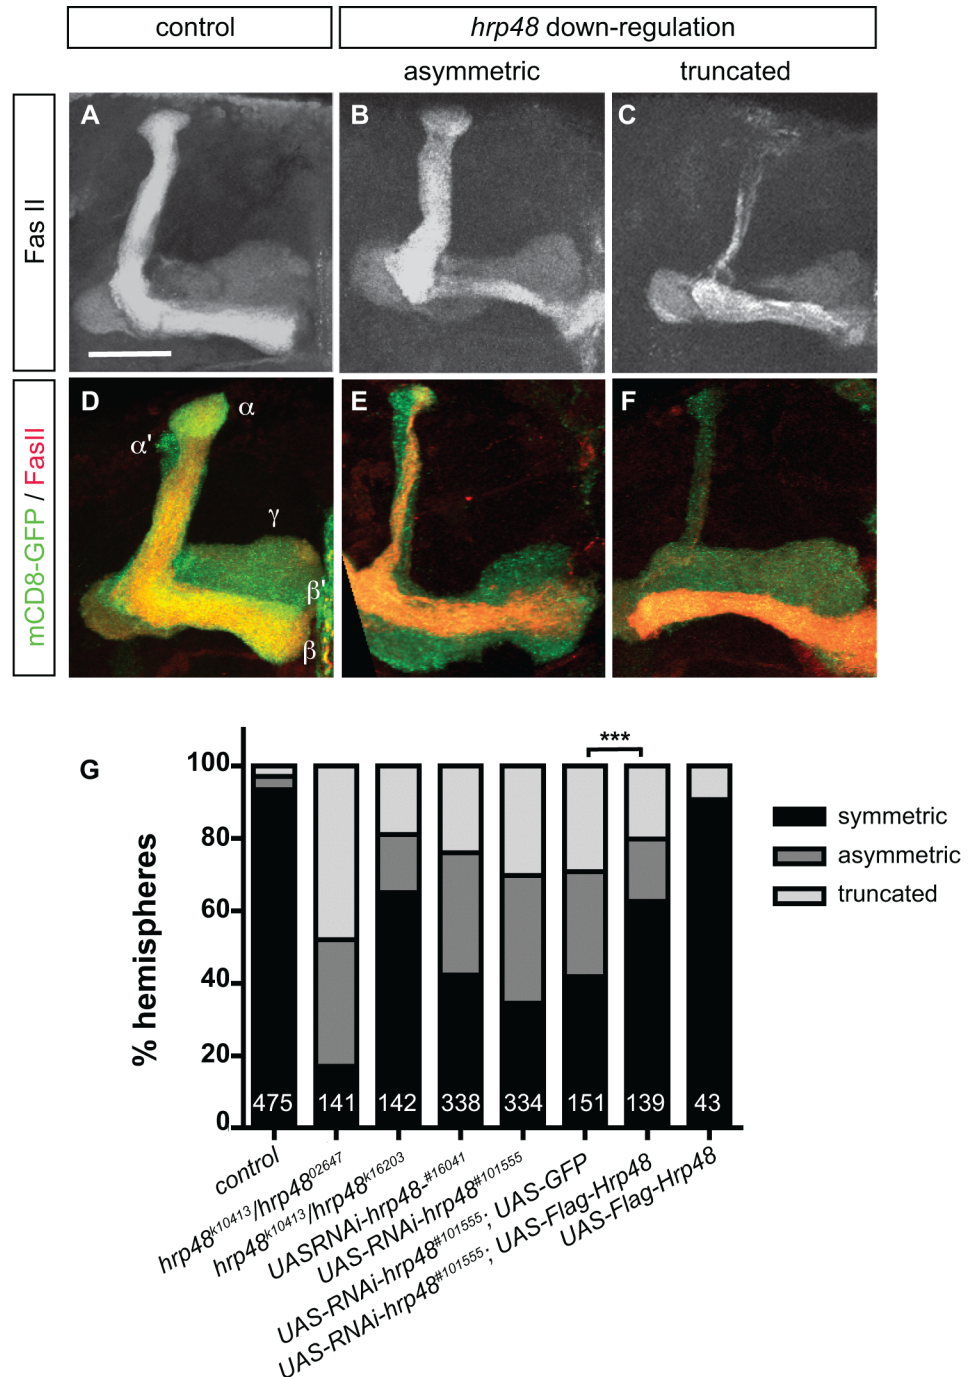 control
hrp48 down-regulation
asymmetric
truncated
Fas II
A
B
C
mCD8-GFP / FasII
D
α
α'
γ
β'
β
E
F
G
% hemispheres
100
80
60
40
20
0
***
475
141
142
338
334
151
139
43
symmetric
asymmetric
truncated
control
hrp48k10413/hrp4802647
hrp48k10413/hrp48k16203
UASRNAi-hrp48-#16041
UAS-RNAi-hrp48#101555
UAS-RNAi-hrp48#101555; UAS-GFP
UAS-RNAi-hrp48#101555; UAS-Flag-Hrp48
UAS-Flag-Hrp48